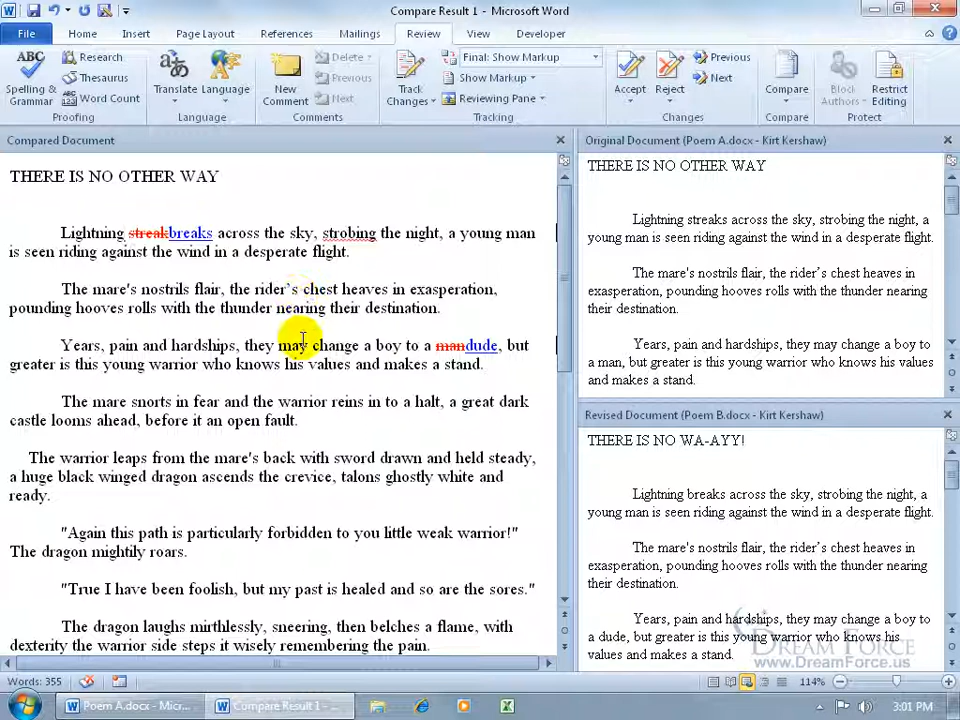 Compare Result 1 - Microsoft Word
File Home Insert Page Layout References Mailings Review View Developer
ABC Spelling & Grammar
Research
Thesaurus
Word Count
Proofing
Translate Language
Language
New Comment
Delete
Previous
Next
Comments
Track Changes
Final: Show Markup
Show Markup
Reviewing Pane
Tracking
Accept Reject
Previous
Next
Changes
Compare
Compare
Block Authors Restrict Editing
Protect
Compared Document
THERE IS NO OTHER WAY
Lightning streakbreaks across the sky, strobing the night, a young man
is seen riding against the wind in a desperate flight.
The mare's nostrils flair, the rider's chest heaves in exasperation,
pounding hooves rolls with the thunder nearing their destination.
Years, pain and hardships, they may change a boy to a mandude, but
greater is this young warrior who knows his values and makes a stand.
The mare snorts in fear and the warrior reins in to a halt, a great dark
castle looms ahead, before it an open fault.
The warrior leaps from the mare's back with sword drawn and held steady,
a huge black winged dragon ascends the crevice, talons ghostly white and
ready.
"Again this path is particularly forbidden to you little weak warrior!"
The dragon mightily roars.
"True I have been foolish, but my past is healed and so are the sores."
The dragon laughs mirthlessly, sneering, then belches a flame, with
dexterity the warrior side steps it wisely remembering the pain.
Original Document (Poem A.docx - Kirt Kershaw)
THERE IS NO OTHER WAY
Lightning streaks across the sky, strobing the night, a
young man is seen riding against the wind in a desperate flight.
The mare's nostrils flair, the rider's chest heaves in
exasperation, pounding hooves rolls with the thunder nearing
their destination.
Years, pain and hardships, they may change a boy to
a man, but greater is this young warrior who knows his values
and makes a stand.
Revised Document (Poem B.docx - Kirt Kershaw)
THERE IS NO WA-AYY!
Lightning breaks across the sky, strobing the night, a
young man is seen riding against the wind in a desperate flight.
The mare's nostrils flair, the rider's chest heaves in
exasperation, pounding hooves rolls with the thunder nearing
their destination.
Years, pain and hardships, they may change a boy to
a dude, but greater is this young warrior who knows his
values and makes a stand.
DREAM FORCE
www.DreamForce.us
Words: 355
114%
Poem A.docx - Micr...
Compare Result 1 - ...
3:01 PM